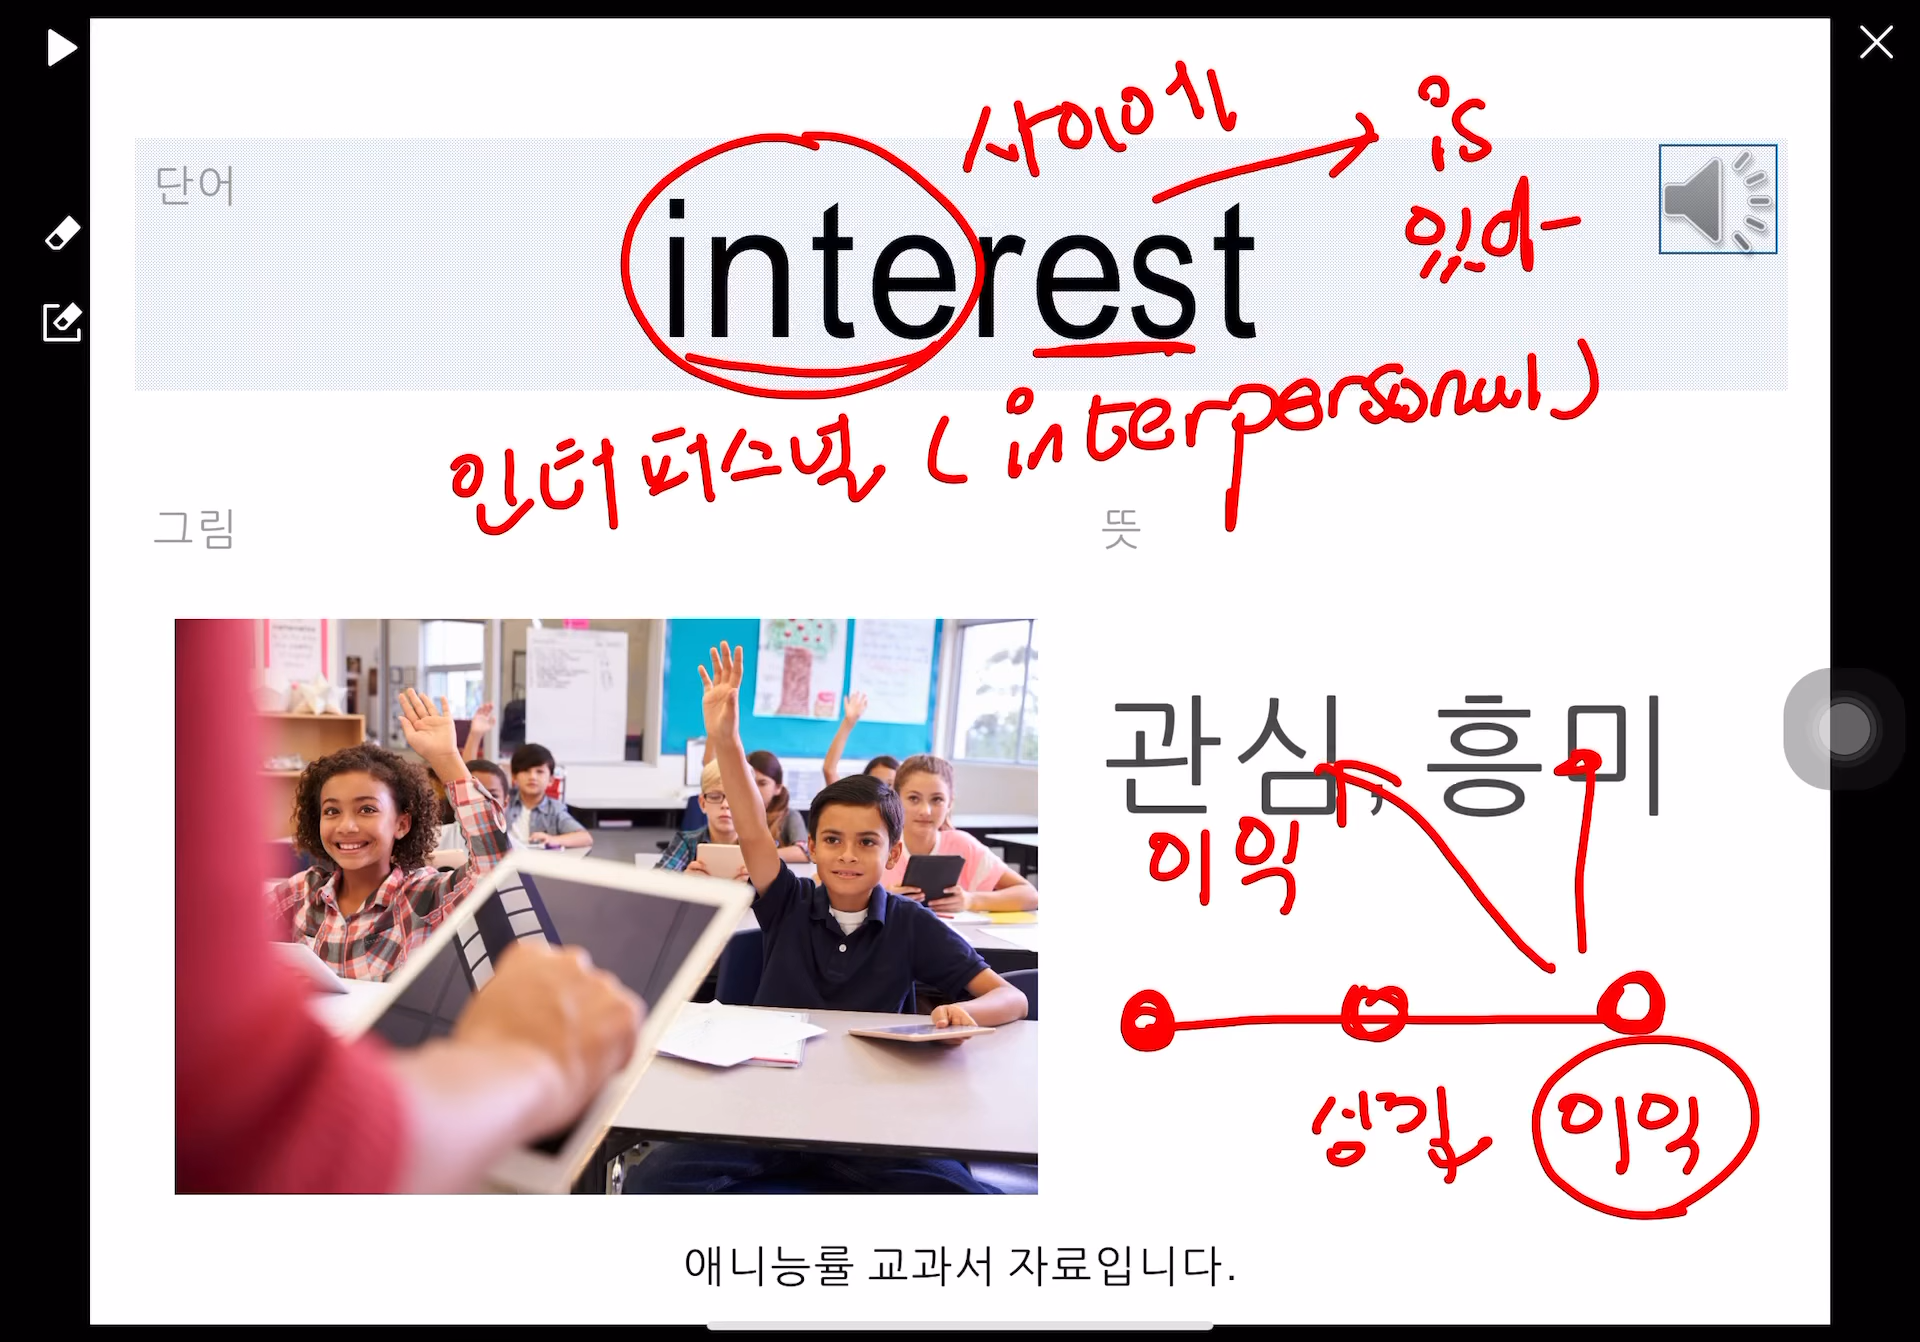 사이에
is
단어
interest
있다
인터퍼스널 (interpersonal)
그림
뜻
관심, 흥미
이익
이익
애니능률 교과서 자료입니다.